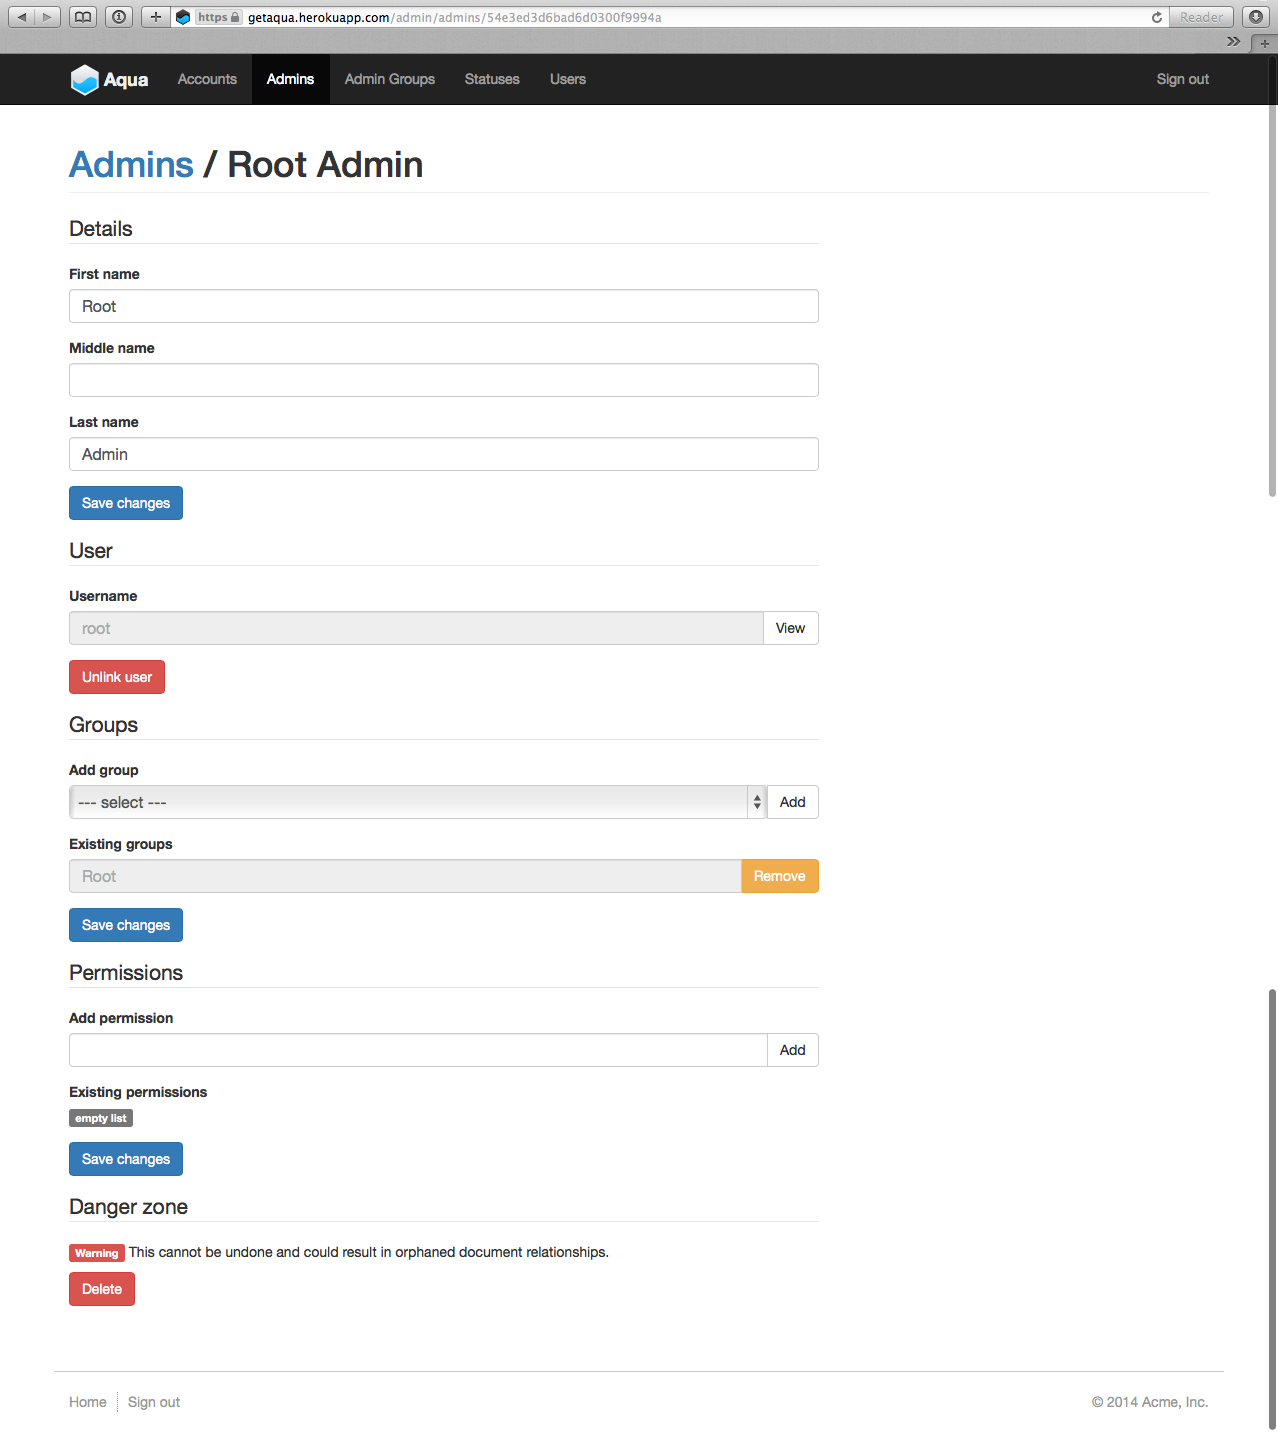 https getaqua.herokuapp.com/admin/admins/54e3ed3d6bad6d0300f9994a Reader
Aqua Accounts Admins Admin Groups Statuses Users Sign out
Admins / Root Admin
Details
First name
Root
Middle name
Last name
Admin
Save changes
User
Username
root View
Unlink user
Groups
Add group
--- select --- Add
Existing groups
Root Remove
Save changes
Permissions
Add permission
Add
Existing permissions
empty list
Save changes
Danger zone
Warning This cannot be undone and could result in orphaned document relationships.
Delete
Home Sign out © 2014 Acme, Inc.